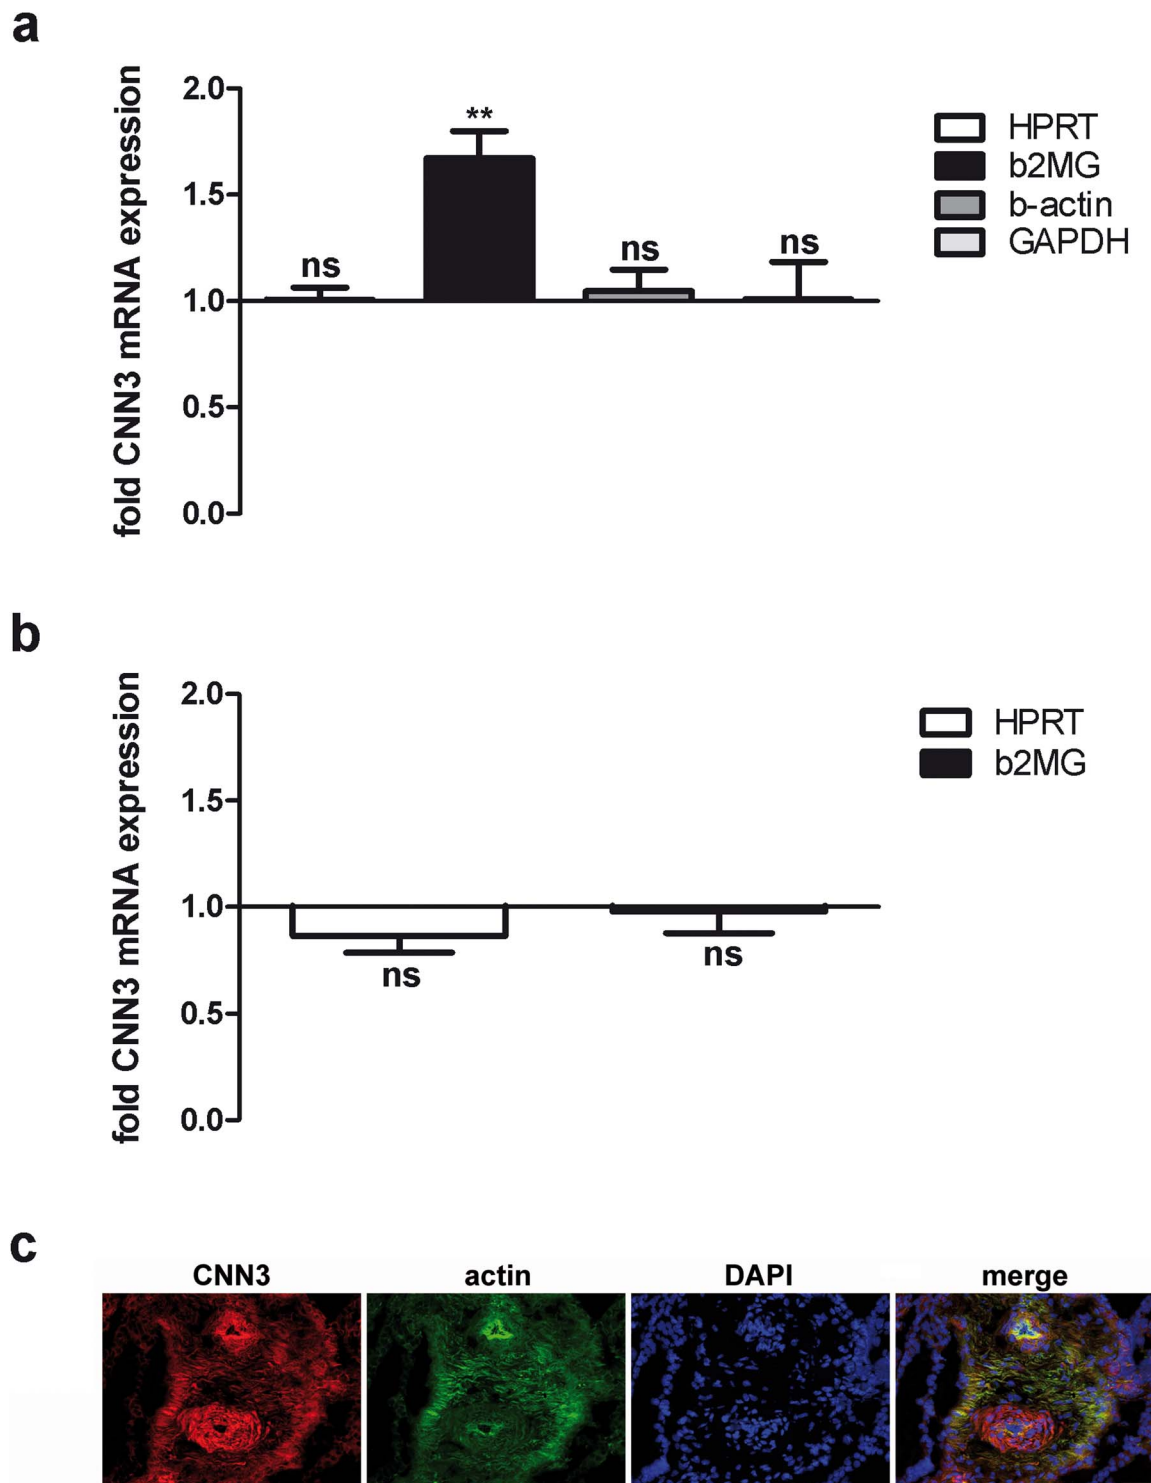 a
fold CNN3 mRNA expression
2.0
1.5
1.0
0.5
0.0
ns
**
ns
ns
HPRT
b2MG
b-actin
GAPDH
b
fold CNN3 mRNA expression
2.0
1.5
1.0
0.5
0.0
ns
ns
HPRT
b2MG
c
CNN3 actin DAPI merge